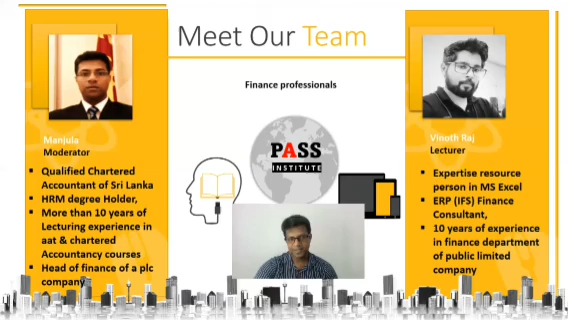 Meet Our Team
Finance professionals
PASS
INSTITUTE
Manjula
Moderator
Qualified Chartered
Accountant of Sri Lanka
HRM degree Holder,
More than 10 years of
Lecturing experience in
aat & chartered
Accountancy courses
Head of finance of a plc
company
Vinoth Raj
Lecturer
Expertise resource
person in MS Excel
ERP (IFS) Finance
Consultant,
10 years of experience
in finance department
of public limited
company